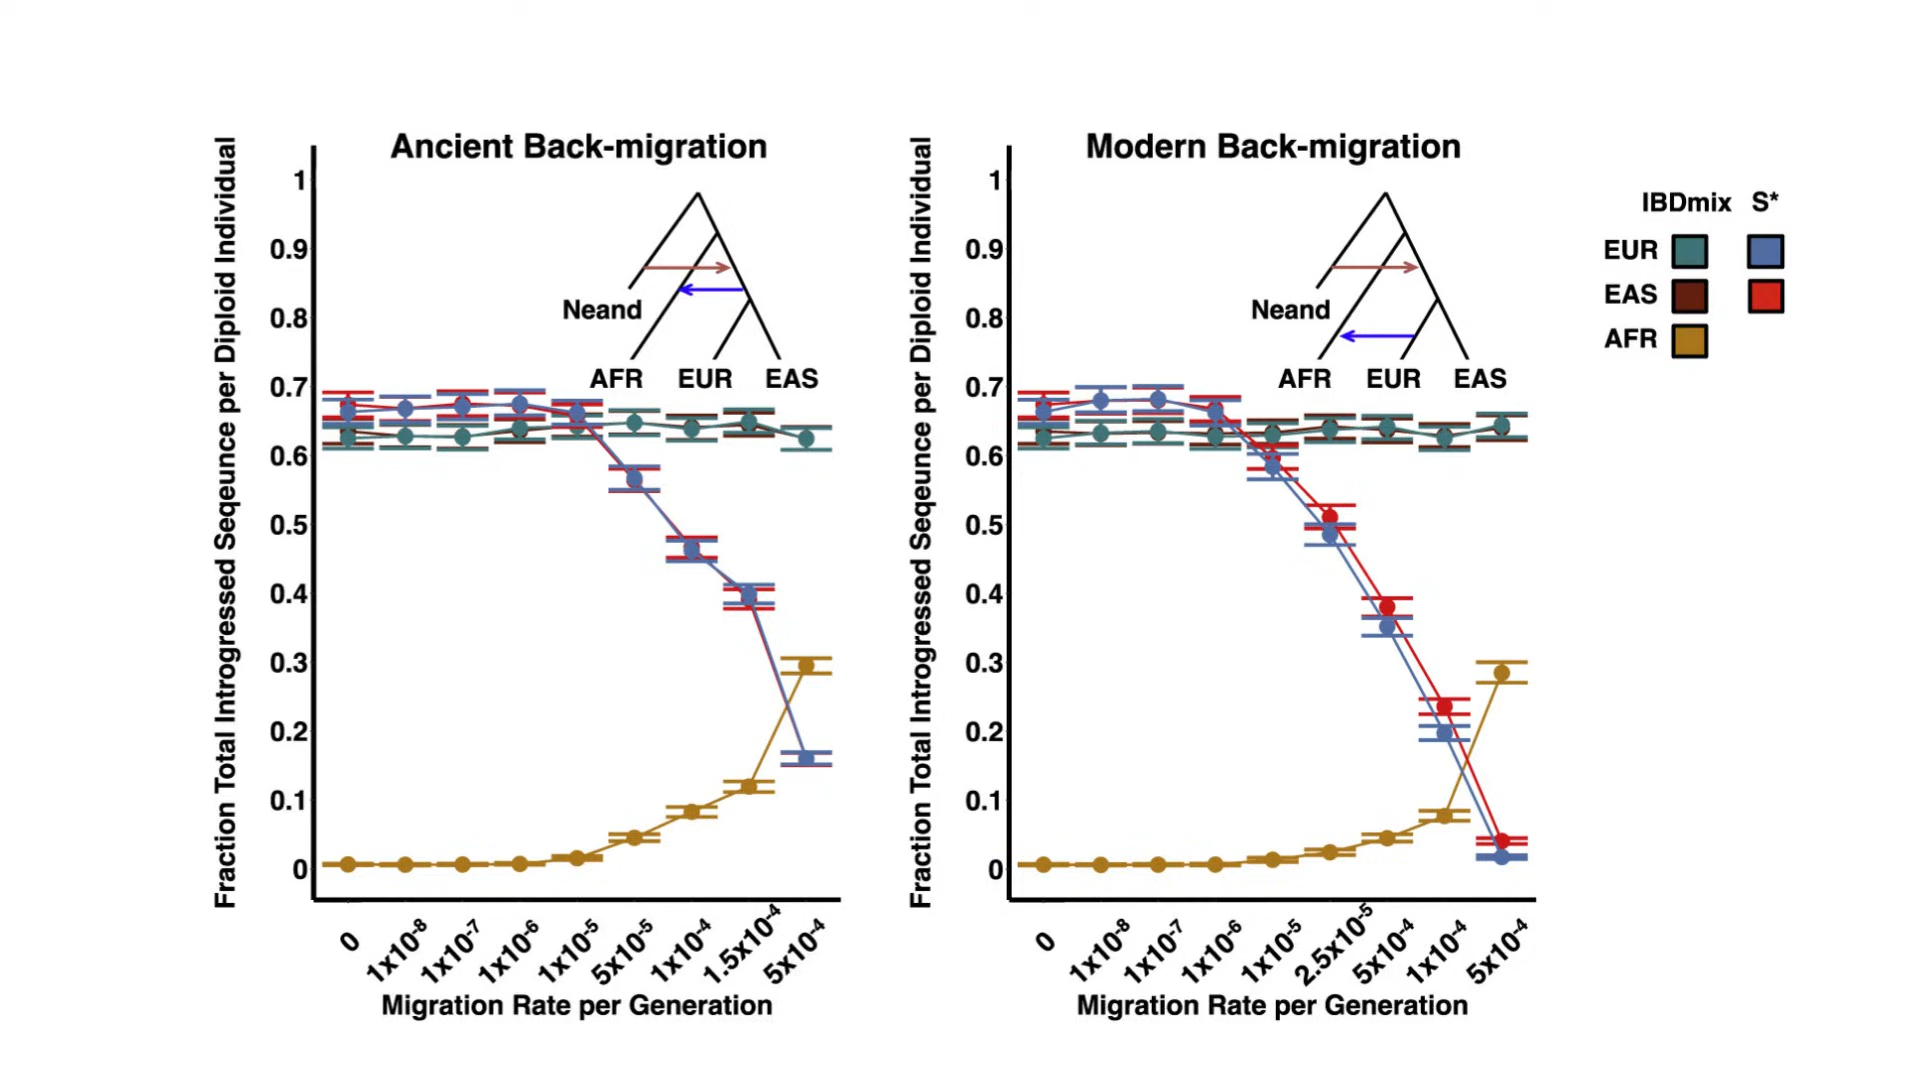 Ancient Back-migration
Fraction Total Introgressed Seqeunce per Diploid Individual
1
0.9
0.8
0.7
0.6
0.5
0.4
0.3
0.2
0.1
0
Neand
AFR EUR EAS
0 1x10⁻⁸ 1x10⁻⁷ 1x10⁻⁶ 1x10⁻⁵ 5x10⁻⁵ 1x10⁻⁴ 1.5x10⁻⁴ 5x10⁻⁴
Migration Rate per Generation
Modern Back-migration
Fraction Total Introgressed Seqeunce per Diploid Individual
1
0.9
0.8
0.7
0.6
0.5
0.4
0.3
0.2
0.1
0
Neand
AFR EUR EAS
0 1x10⁻⁸ 1x10⁻⁷ 1x10⁻⁶ 1x10⁻⁵ 2.5x10⁻⁵ 5x10⁻⁴ 1x10⁻⁴ 5x10⁻⁴
Migration Rate per Generation
IBDmix S*
EUR
EAS
AFR